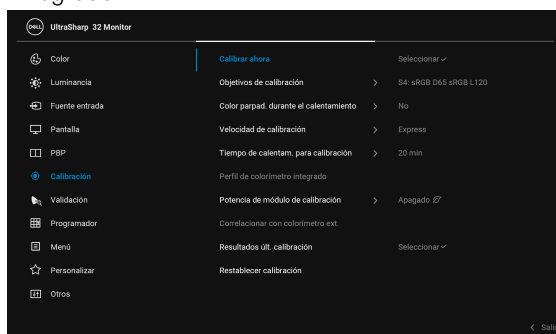 DELL UltraSharp 32 Monitor
Color
Luminancia
Fuente entrada
Pantalla
PBP
Calibración
Validación
Programador
Menú
Personalizar
Otros
Calibrar ahora Seleccionar
Objetivos de calibración S4: sRGB D65 sRGB L120
Color parpad. durante el calentamiento No
Velocidad de calibración Express
Tiempo de calentam. para calibración 20 min
Perfil de colorímetro integrado
Potencia de módulo de calibración Apagado
Correlacionar con colorímetro ext.
Resultados últ. calibración Seleccionar
Restablecer calibración